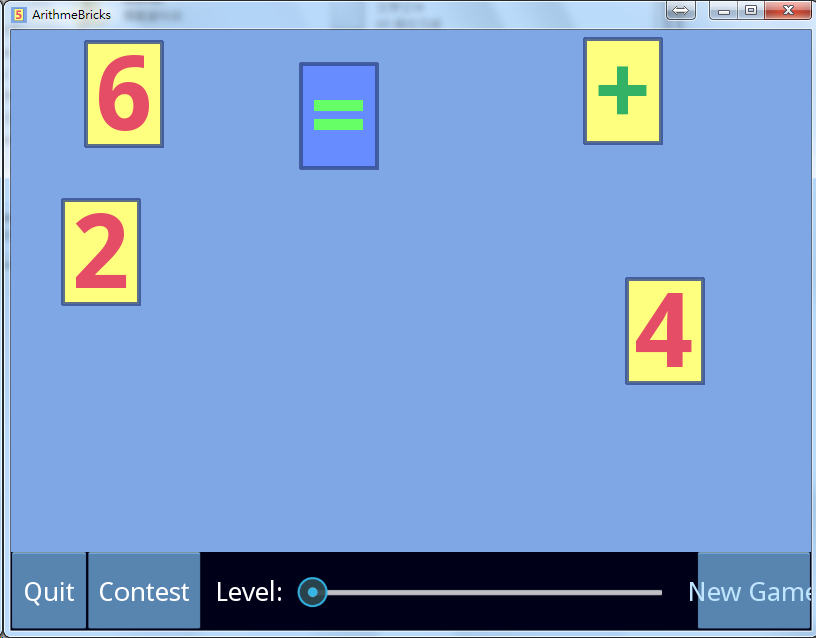 ArithmeBricks
6
=
+
2
4
Quit
Contest
Level:
New Game